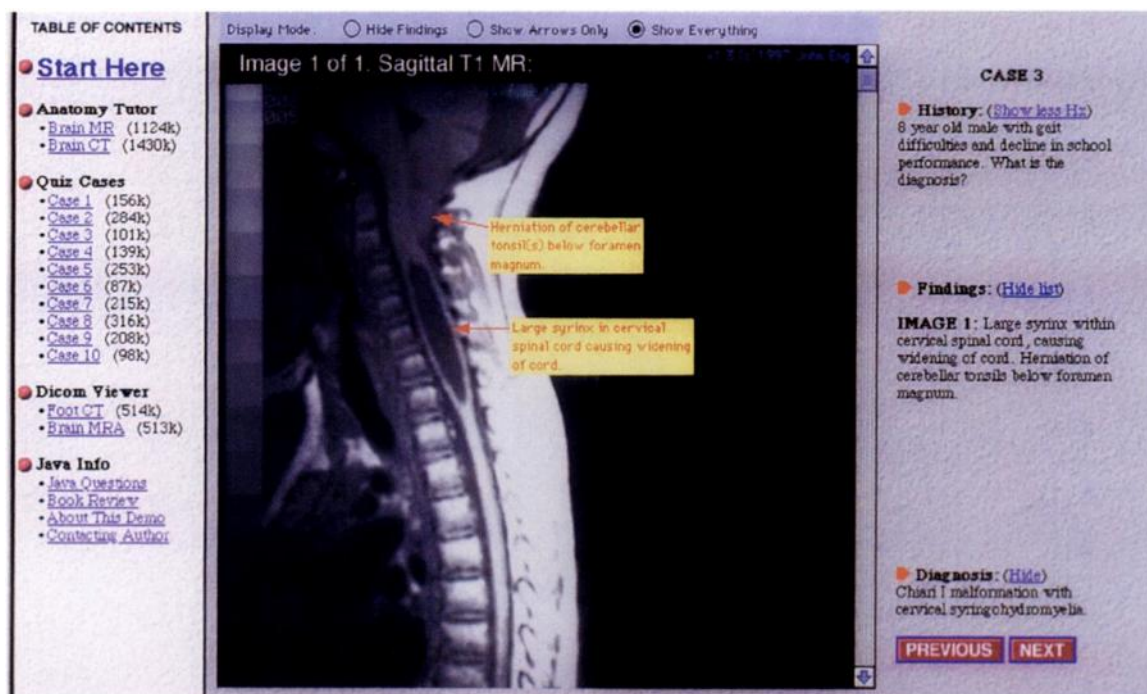 TABLE OF CONTENTS
Start Here
Anatomy Tutor
• Brain MR (1124k)
• Brain CT (1430k)
Quiz Cases
• Case 1 (156k)
• Case 2 (284k)
• Case 3 (101k)
• Case 4 (139k)
• Case 5 (253k)
• Case 6 (87k)
• Case 7 (215k)
• Case 8 (316k)
• Case 9 (208k)
• Case 10 (98k)
Dicom Viewer
• Foot CT (514k)
• Brain MRA (513k)
Java Info
• Java Questions
• Book Review
• About This Demo
• Contacting Author
Display Mode: Hide Findings Show Arrows Only Show Everything
Image 1 of 1. Sagittal T1 MR:
1997 John Eng
Herniation of cerebellar
tonsil(s) below foramen
magnum.
Large syrinx in cervical
spinal cord causing widening
of cord.
CASE 3
History: (Show less Hx)
8 year old male with gait
difficulties and decline in school
performance. What is the
diagnosis?
Findings: (Hide list)
IMAGE 1: Large syrinx within
cervical spinal cord, causing
widening of cord. Herniation of
cerebellar tonsils below foramen
magnum.
Diagnosis: (Hide)
Chiari I malformation with
cervical syringohydromyelia.
PREVIOUS NEXT